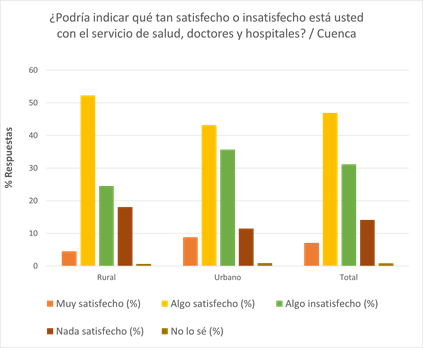 ¿Podría indicar qué tan satisfecho o insatisfecho está usted
con el servicio de salud, doctores y hospitales? / Cuenca
60
50
40
30
20
10
0
% Respuestas
Rural Urbano Total
Muy satisfecho (%) Algo satisfecho (%) Algo insatisfecho (%)
Nada satisfecho (%) No lo sé (%)